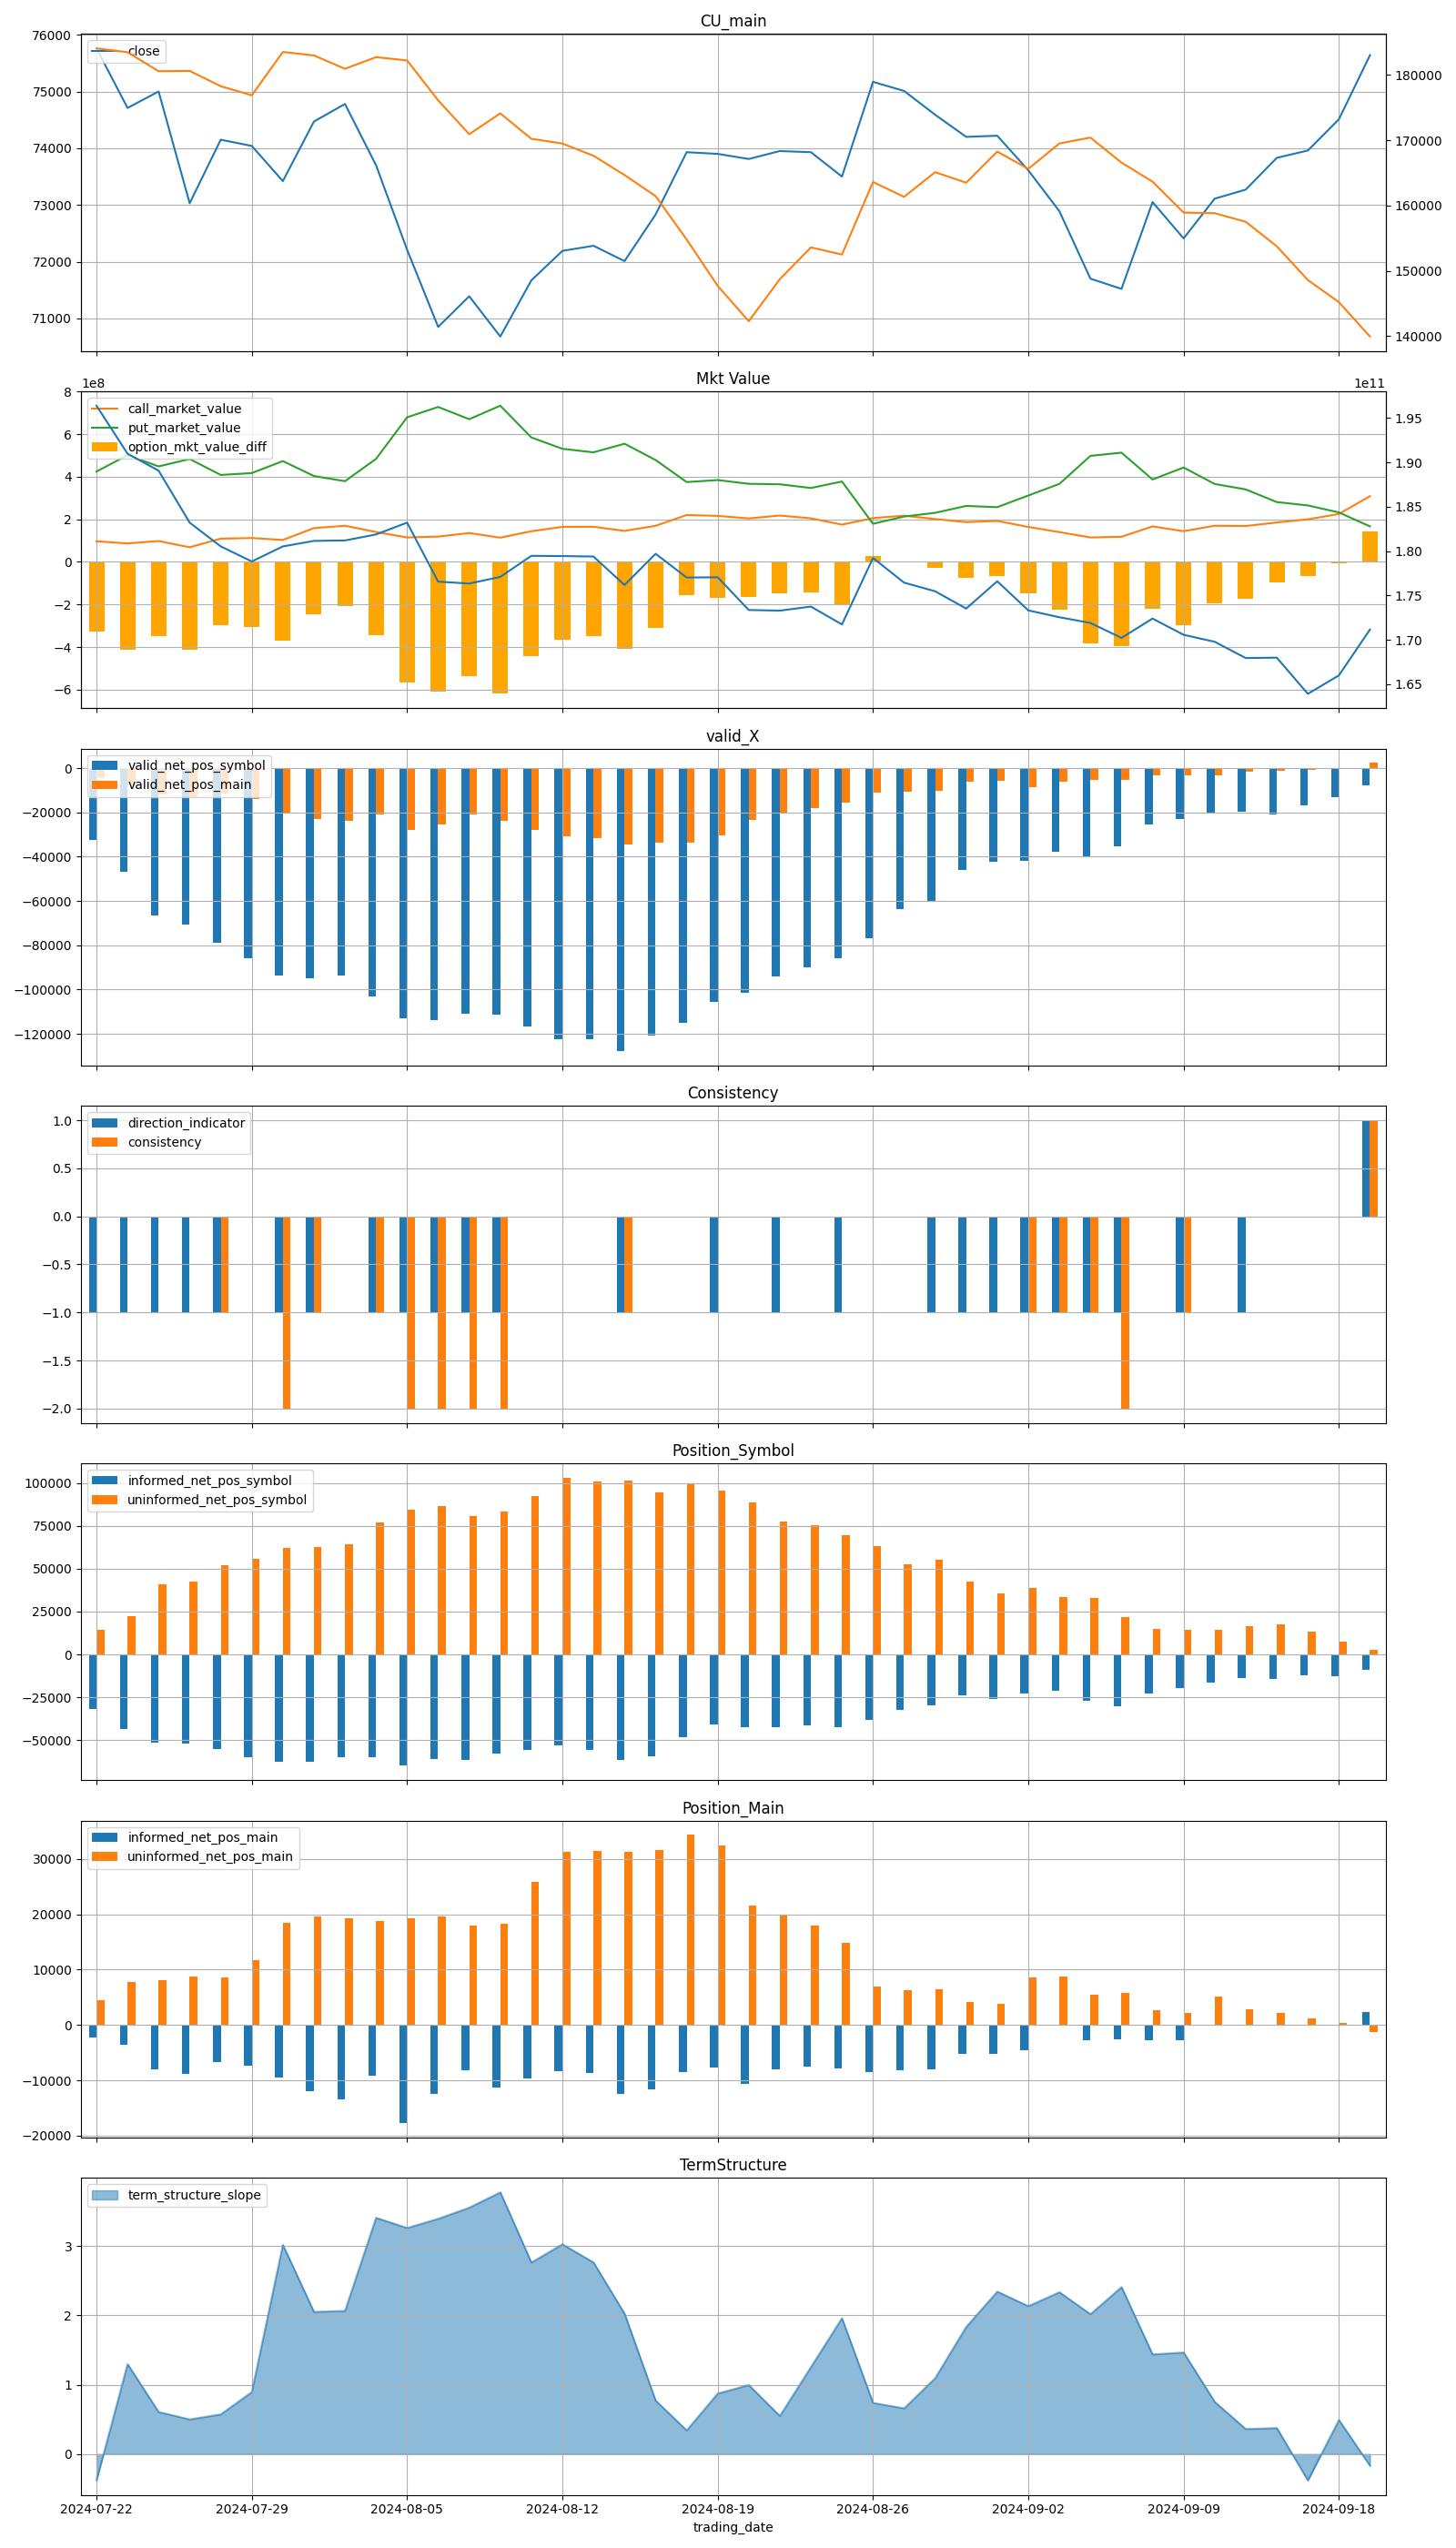 CU_main
close
76000
75000
74000
73000
72000
71000
180000
170000
160000
150000
140000
Mkt Value
1e8
1e11
call_market_value
put_market_value
option_mkt_value_diff
8
6
4
2
0
−2
−4
−6
1.95
1.90
1.85
1.80
1.75
1.70
1.65
valid_X
valid_net_pos_symbol
valid_net_pos_main
0
−20000
−40000
−60000
−80000
−100000
−120000
Consistency
direction_indicator
consistency
1.0
0.5
0.0
−0.5
−1.0
−1.5
−2.0
Position_Symbol
informed_net_pos_symbol
uninformed_net_pos_symbol
100000
75000
50000
25000
0
−25000
−50000
Position_Main
informed_net_pos_main
uninformed_net_pos_main
30000
20000
10000
0
−10000
−20000
TermStructure
term_structure_slope
3
2
1
0
2024-07-22 2024-07-29 2024-08-05 2024-08-12 2024-08-19 2024-08-26 2024-09-02 2024-09-09 2024-09-18
trading_date